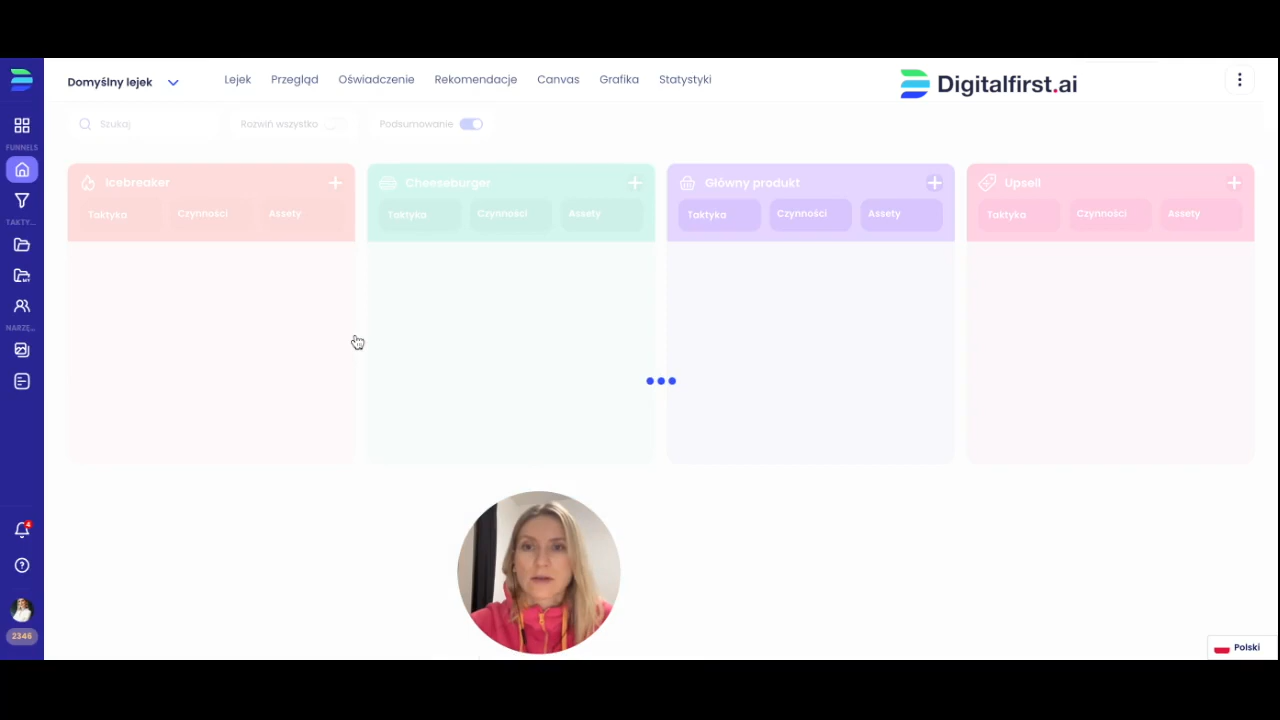 Domyślny lejek
Lejek Przegląd Oświadczenie Rekomendacje Canvas Grafika Statystyki
Digitalfirst.ai
Szukaj
Rozwiń wszystko
Podsumowanie
FUNNELS
TAKTY...
NARZĘ...
Icebreaker
Taktyka Czynności Assety
Cheeseburger
Taktyka Czynności Assety
Główny produkt
Taktyka Czynności Assety
Upsell
Taktyka Czynności Assety
4
2346
Polski